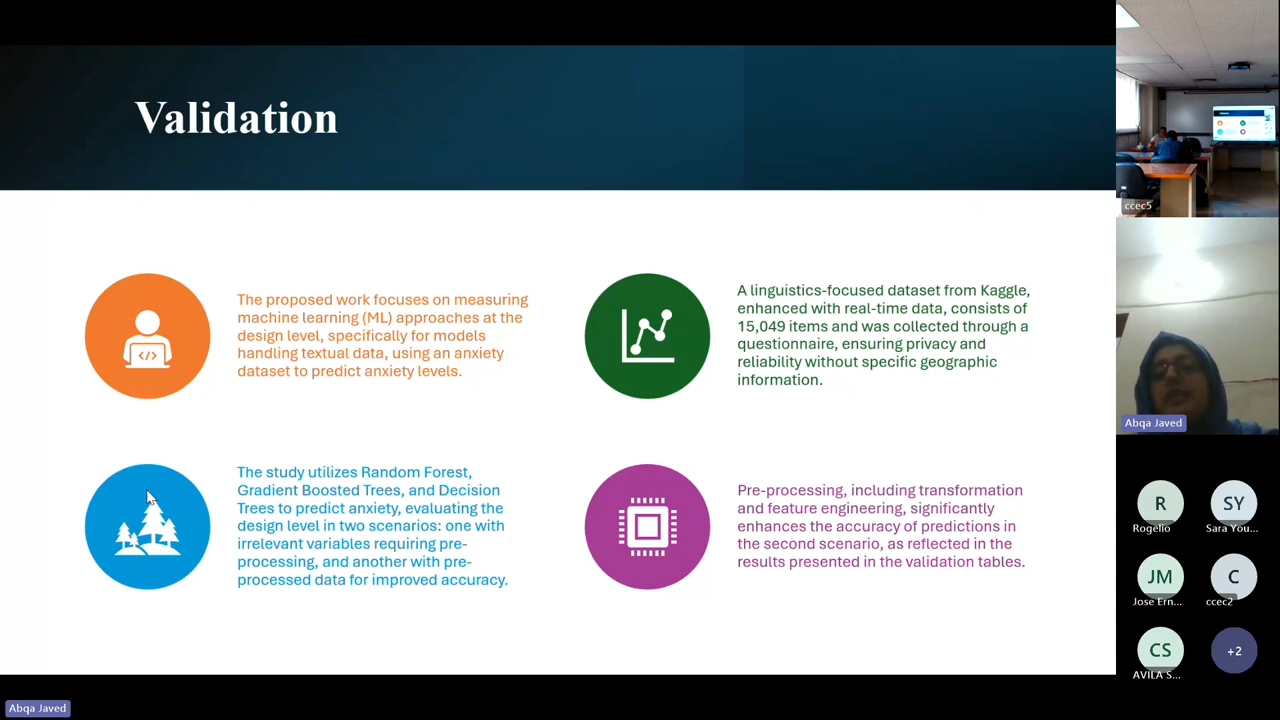 Validation
The proposed work focuses on measuring
machine learning (ML) approaches at the
design level, specifically for models
handling textual data, using an anxiety
dataset to predict anxiety levels.
A linguistics-focused dataset from Kaggle,
enhanced with real-time data, consists of
15,049 items and was collected through a
questionnaire, ensuring privacy and
reliability without specific geographic
information.
The study utilizes Random Forest,
Gradient Boosted Trees, and Decision
Trees to predict anxiety, evaluating the
design level in two scenarios: one with
irrelevant variables requiring pre-
processing, and another with pre-
processed data for improved accuracy.
Pre-processing, including transformation
and feature engineering, significantly
enhances the accuracy of predictions in
the second scenario, as reflected in the
results presented in the validation tables.
</>
ccec5
Abqa Javed
R
Rogelio
SY
Sara You...
JM
Jose Ern...
C
ccec2
CS
AVILA S...
+2
Abqa Javed